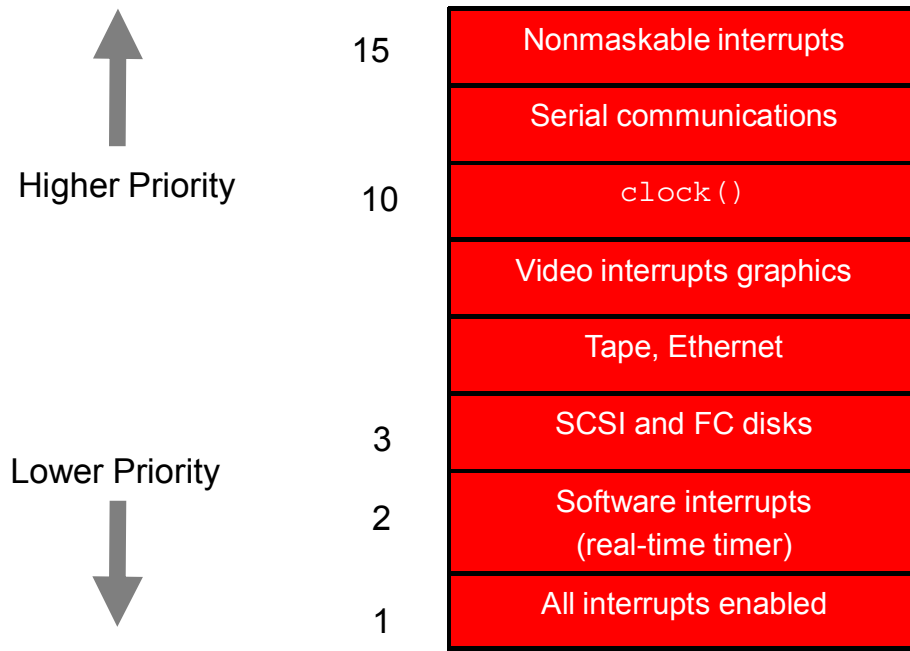 15
Nonmaskable interrupts
Serial communications
Higher Priority
10
clock()
Video interrupts graphics
Tape, Ethernet
3
SCSI and FC disks
Lower Priority
2
Software interrupts
(real-time timer)
1
All interrupts enabled